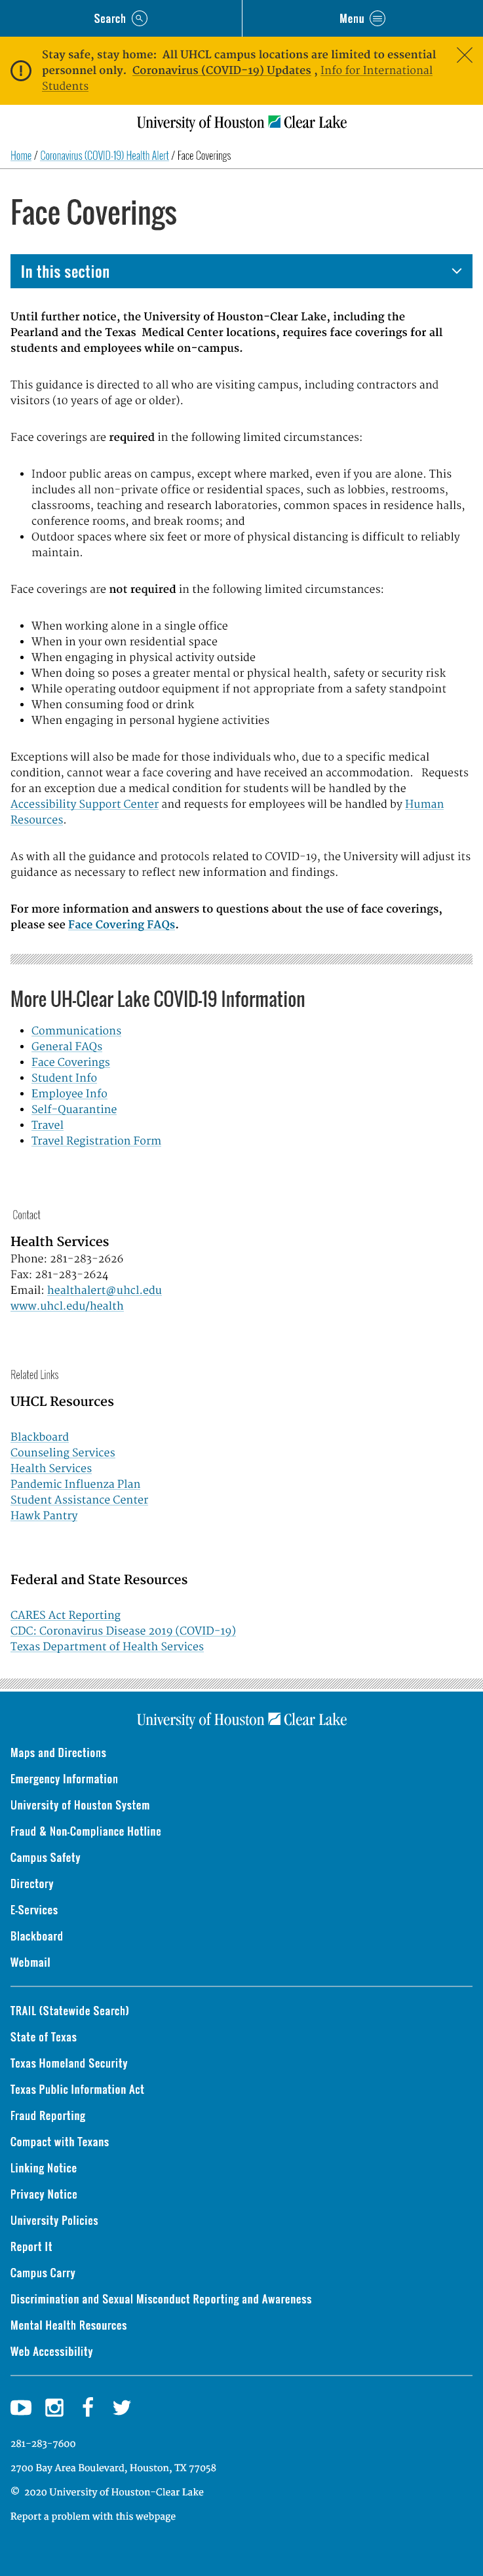 Search
Menu
Stay safe, stay home:  All UHCL campus locations are limited to essential
personnel only.  Coronavirus (COVID-19) Updates , Info for International
Students
University of Houston Clear Lake
Home / Coronavirus (COVID-19) Health Alert / Face Coverings
Face Coverings
In this section
Until further notice, the University of Houston-Clear Lake, including the
Pearland and the Texas  Medical Center locations, requires face coverings for all
students and employees while on-campus.
This guidance is directed to all who are visiting campus, including contractors and
visitors (10 years of age or older).
Face coverings are required in the following limited circumstances:
• Indoor public areas on campus, except where marked, even if you are alone. This
includes all non-private office or residential spaces, such as lobbies, restrooms,
classrooms, teaching and research laboratories, common spaces in residence halls,
conference rooms, and break rooms; and
• Outdoor spaces where six feet or more of physical distancing is difficult to reliably
maintain.
Face coverings are not required in the following limited circumstances:
• When working alone in a single office
• When in your own residential space
• When engaging in physical activity outside
• When doing so poses a greater mental or physical health, safety or security risk
• While operating outdoor equipment if not appropriate from a safety standpoint
• When consuming food or drink
• When engaging in personal hygiene activities
Exceptions will also be made for those individuals who, due to a specific medical
condition, cannot wear a face covering and have received an accommodation.   Requests
for an exception due a medical condition for students will be handled by the
Accessibility Support Center and requests for employees will be handled by Human
Resources.
As with all the guidance and protocols related to COVID-19, the University will adjust its
guidance as necessary to reflect new information and findings.
For more information and answers to questions about the use of face coverings,
please see Face Covering FAQs.
More UH-Clear Lake COVID-19 Information
• Communications
• General FAQs
• Face Coverings
• Student Info
• Employee Info
• Self-Quarantine
• Travel
• Travel Registration Form
Contact
Health Services
Phone: 281-283-2626
Fax: 281-283-2624
Email: healthalert@uhcl.edu
www.uhcl.edu/health
Related Links
UHCL Resources
Blackboard
Counseling Services
Health Services
Pandemic Influenza Plan
Student Assistance Center
Hawk Pantry
Federal and State Resources
CARES Act Reporting
CDC: Coronavirus Disease 2019 (COVID-19)
Texas Department of Health Services
University of Houston Clear Lake
Maps and Directions
Emergency Information
University of Houston System
Fraud & Non-Compliance Hotline
Campus Safety
Directory
E-Services
Blackboard
Webmail
TRAIL (Statewide Search)
State of Texas
Texas Homeland Security
Texas Public Information Act
Fraud Reporting
Compact with Texans
Linking Notice
Privacy Notice
University Policies
Report It
Campus Carry
Discrimination and Sexual Misconduct Reporting and Awareness
Mental Health Resources
Web Accessibility
281-283-7600
2700 Bay Area Boulevard, Houston, TX 77058
©  2020 University of Houston-Clear Lake
Report a problem with this webpage